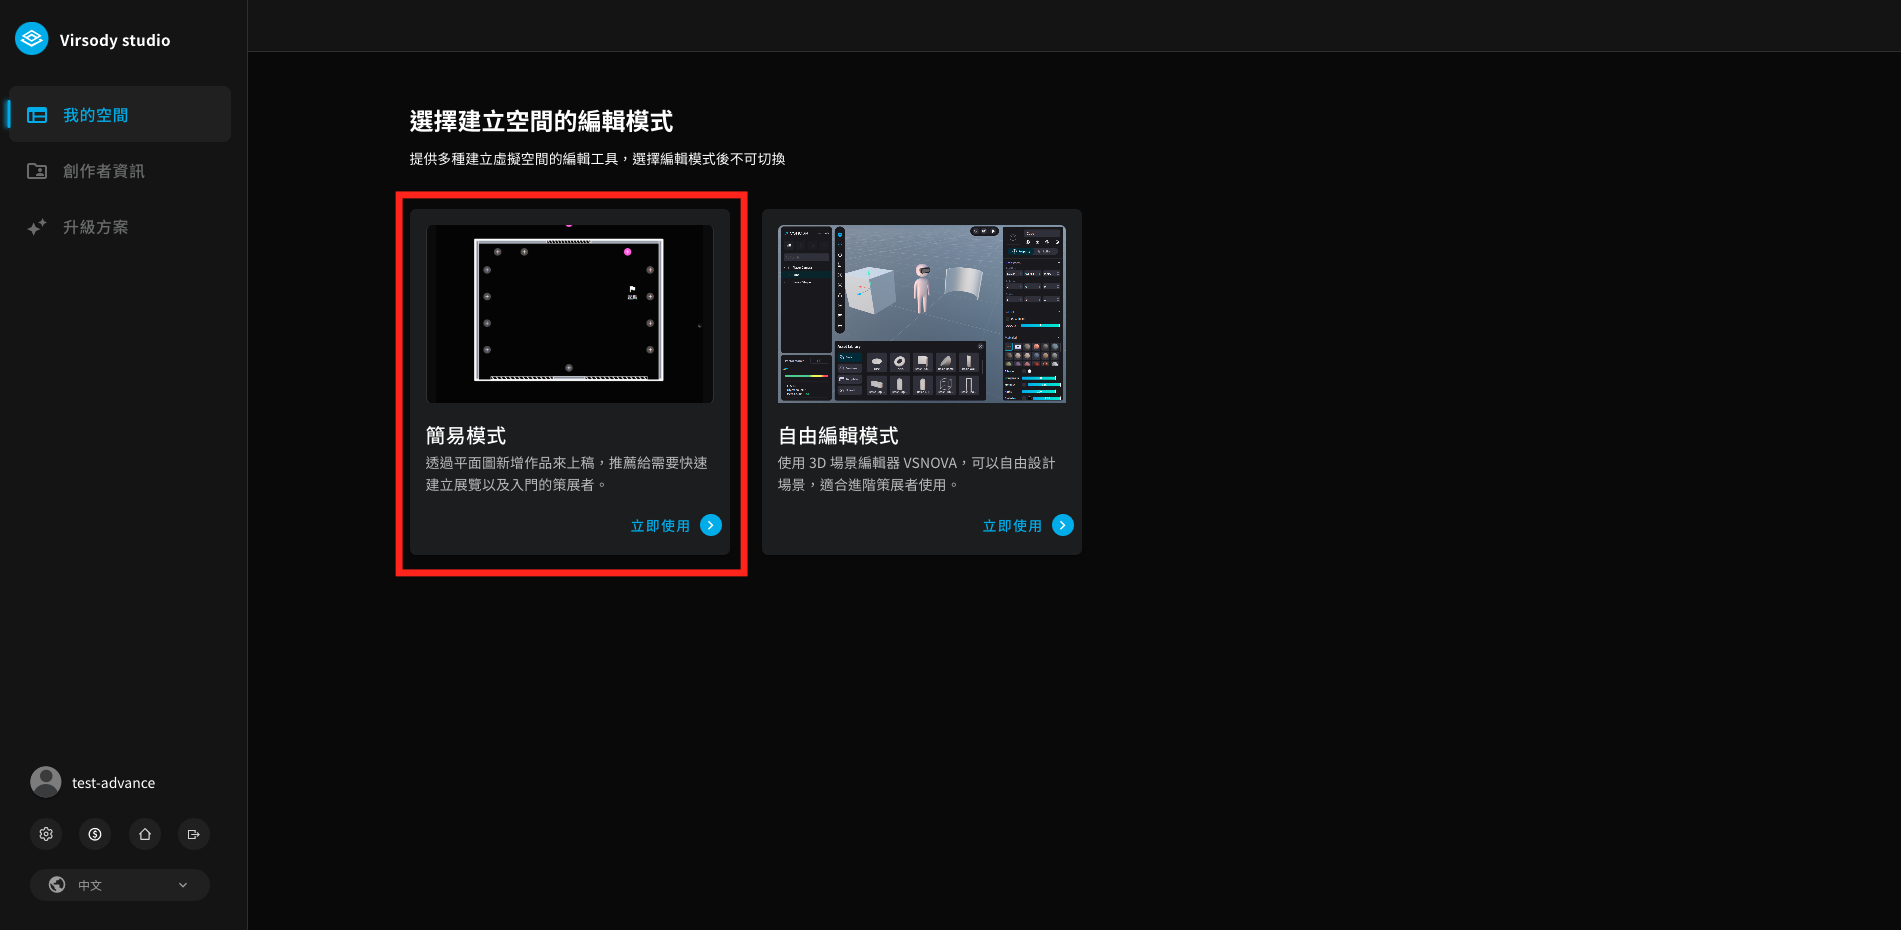 Virsody studio
我的空間
創作者資訊
升級方案
選擇建立空間的編輯模式
提供多種建立虛擬空間的編輯工具，選擇編輯模式後不可切換
簡易模式
透過平面圖新增作品來上稿，推薦給需要快速
建立展覽以及入門的策展者。
立即使用
自由編輯模式
使用 3D 場景編輯器 VSNOVA，可以自由設計
場景，適合進階策展者使用。
立即使用
test-advance
中文